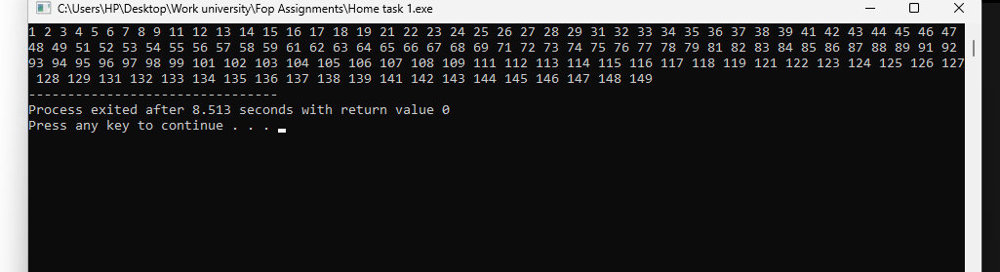 C:\Users\HP\Desktop\Work university\Fop Assignments\Home task 1.exe
1 2 3 4 5 6 7 8 9 11 12 13 14 15 16 17 18 19 21 22 23 24 25 26 27 28 29 31 32 33 34 35 36 37 38 39 41 42 43 44 45 46 47
48 49 51 52 53 54 55 56 57 58 59 61 62 63 64 65 66 67 68 69 71 72 73 74 75 76 77 78 79 81 82 83 84 85 86 87 88 89 91 92
93 94 95 96 97 98 99 101 102 103 104 105 106 107 108 109 111 112 113 114 115 116 117 118 119 121 122 123 124 125 126 127
128 129 131 132 133 134 135 136 137 138 139 141 142 143 144 145 146 147 148 149
--------------------------------
Process exited after 8.513 seconds with return value 0
Press any key to continue . . .